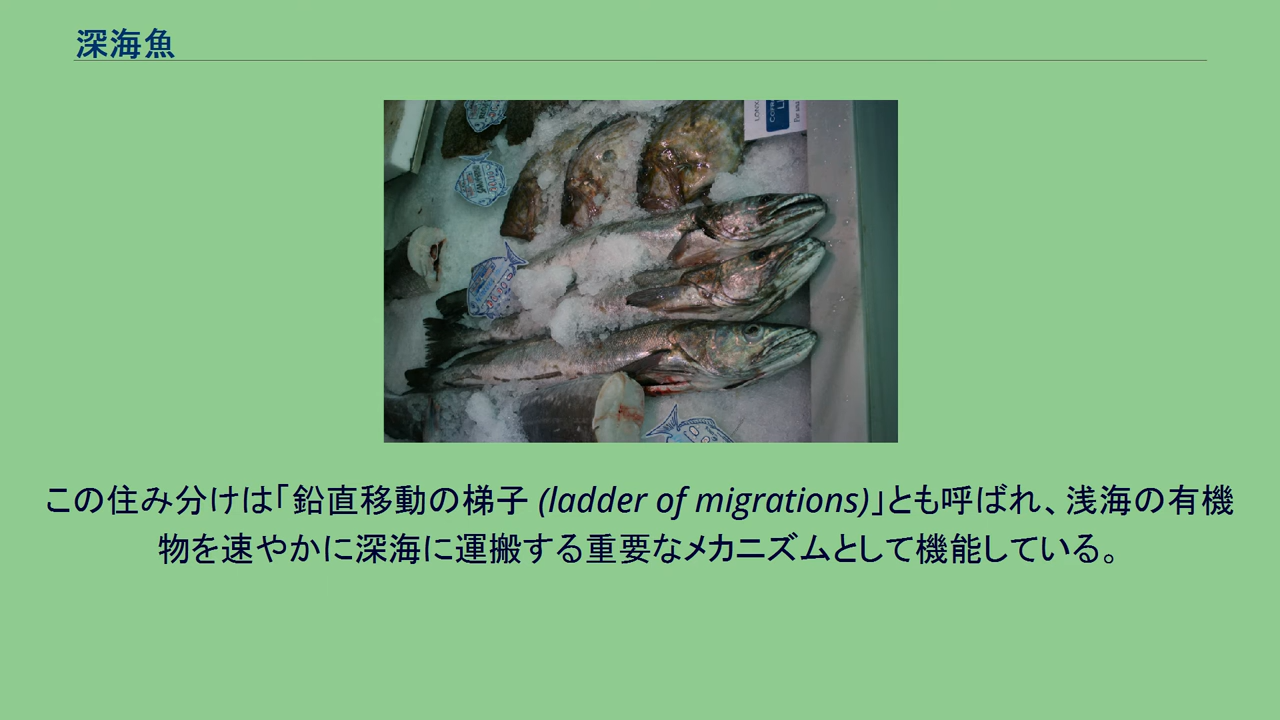 深海魚
この住み分けは「鉛直移動の梯子 (ladder of migrations)」とも呼ばれ、浅海の有機
物を速やかに深海に運搬する重要なメカニズムとして機能している。